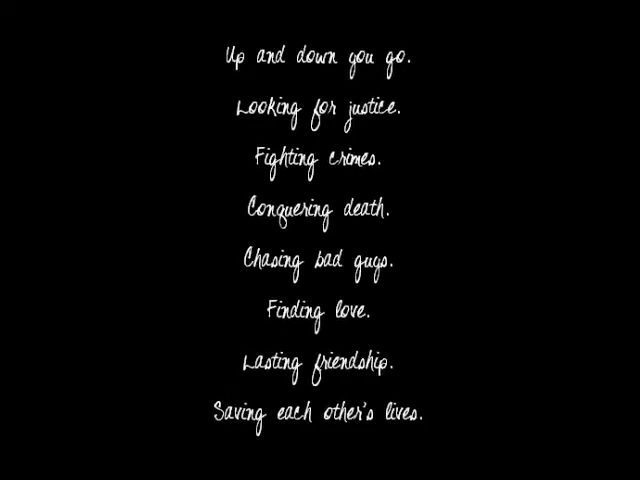 Up and down you go.
Looking for justice.
Fighting crimes.
Conquering death.
Chasing bad guys.
Finding love.
Lasting friendship.
Saving each other's lives.